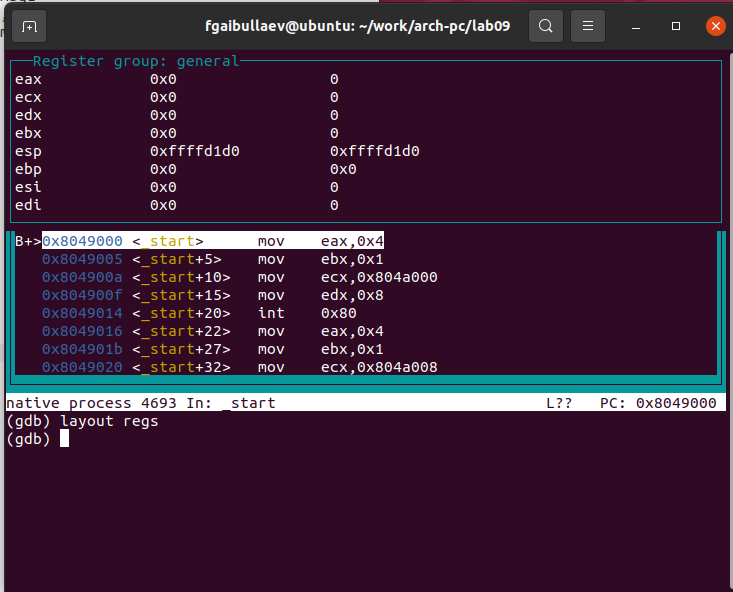 fgaibullaev@ubuntu: ~/work/arch-pc/lab09
Register group: general
eax 0x0 0
ecx 0x0 0
edx 0x0 0
ebx 0x0 0
esp 0xffffd1d0 0xffffd1d0
ebp 0x0 0x0
esi 0x0 0
edi 0x0 0
B+>0x8049000 <_start> mov eax,0x4
0x8049005 <_start+5> mov ebx,0x1
0x804900a <_start+10> mov ecx,0x804a000
0x804900f <_start+15> mov edx,0x8
0x8049014 <_start+20> int 0x80
0x8049016 <_start+22> mov eax,0x4
0x804901b <_start+27> mov ebx,0x1
0x8049020 <_start+32> mov ecx,0x804a008
native process 4693 In: _start L?? PC: 0x8049000
(gdb) layout regs
(gdb)